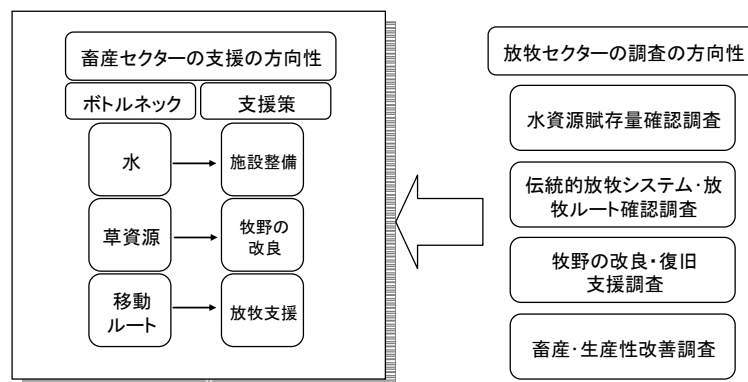 畜産セクターの支援の方向性
ボトルネック
支援策
水
施設整備
草資源
牧野の
改良
移動
ルート
放牧支援
放牧セクターの調査の方向性
水資源賦存量確認調査
伝統的放牧システム・放
牧ルート確認調査
牧野の改良・復旧
支援調査
畜産・生産性改善調査